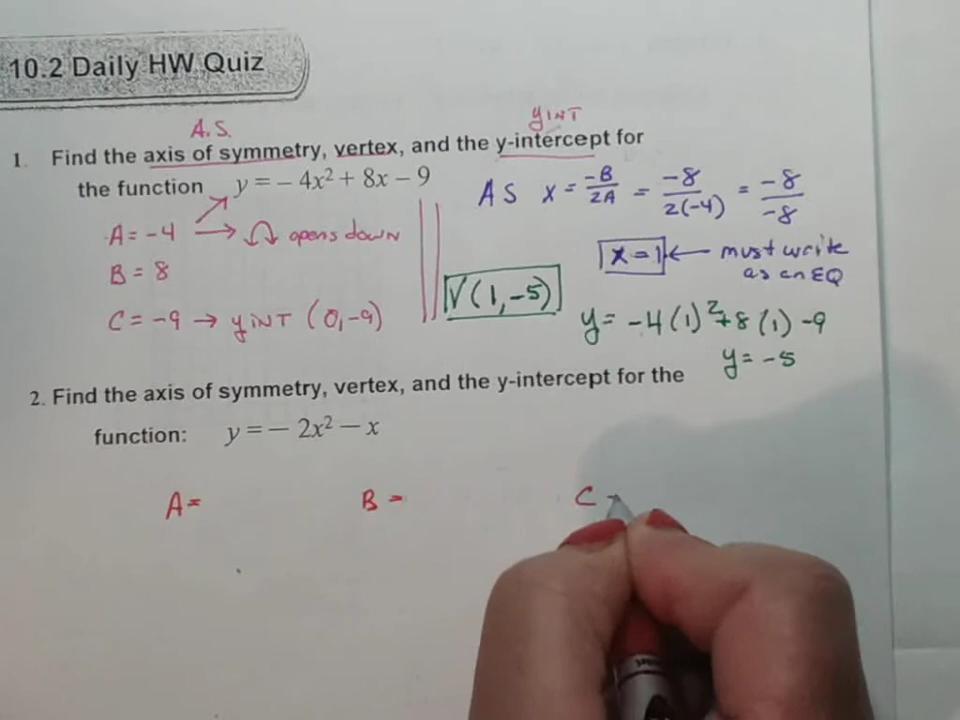 10.2 Daily HW Quiz
A.S.
y INT
1. Find the axis of symmetry, vertex, and the y-intercept for
the function y = – 4x² + 8x – 9
A = -4 → opens down
B = 8
C = -9 → y INT (0, -9)
V (1, -5)
AS x = -B/2A = -8/2(-4) = -8/-8
x = 1 ← must write
as an EQ
y = -4(1)² + 8(1) - 9
y = -5
2. Find the axis of symmetry, vertex, and the y-intercept for the
function: y = – 2x² – x
A =
B =
C -